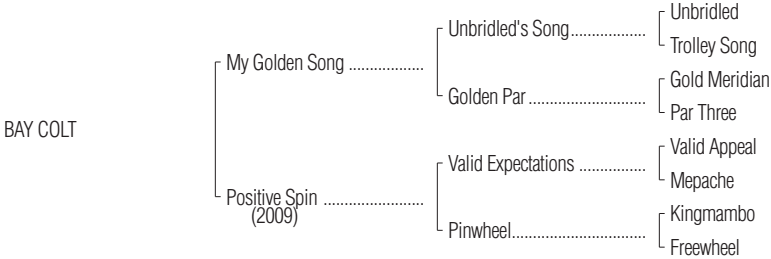 Unbridled
Unbridled's Song..................
Trolley Song
My Golden Song ..................
Gold Meridian
Golden Par............................
Par Three
BAY COLT
Valid Appeal
Valid Expectations ................
Mepache
Positive Spin ........................
(2009)
Kingmambo
Pinwheel................................
Freewheel